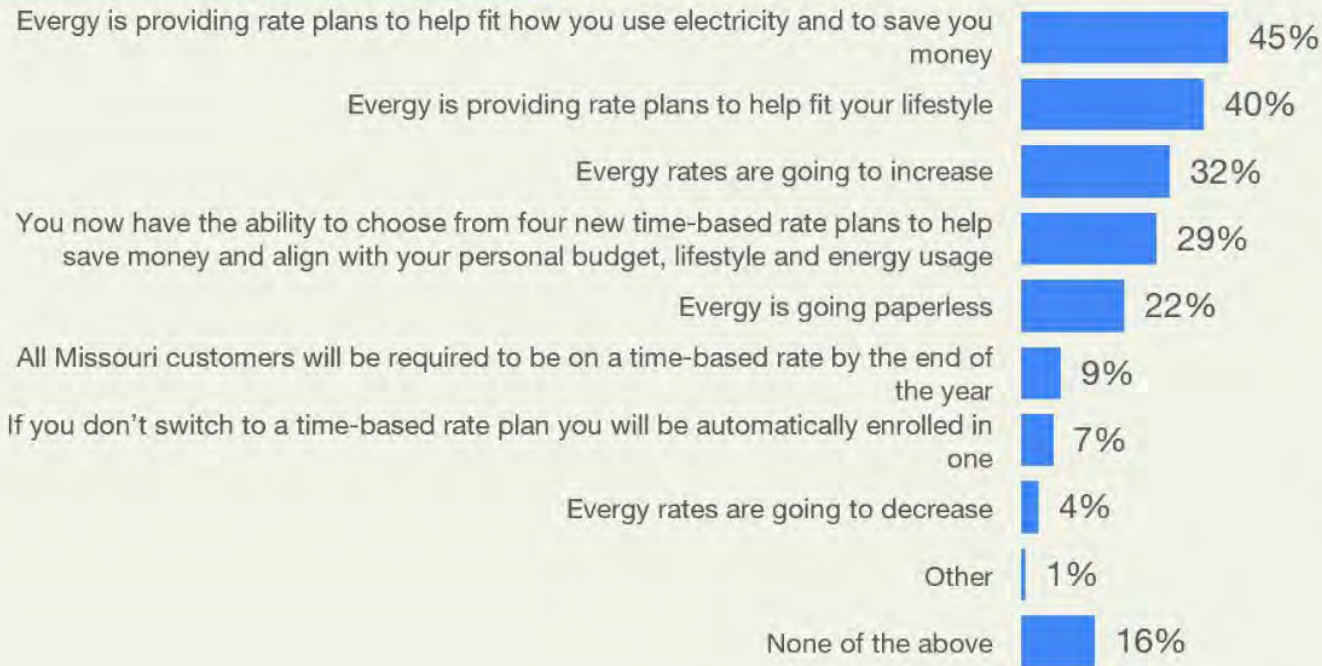 Evergy is providing rate plans to help fit how you use electricity and to save you
money
45%
Evergy is providing rate plans to help fit your lifestyle
40%
Evergy rates are going to increase
32%
You now have the ability to choose from four new time-based rate plans to help
save money and align with your personal budget, lifestyle and energy usage
29%
Evergy is going paperless
22%
All Missouri customers will be required to be on a time-based rate by the end of
the year
9%
If you don’t switch to a time-based rate plan you will be automatically enrolled in
one
7%
Evergy rates are going to decrease
4%
Other
1%
None of the above
16%